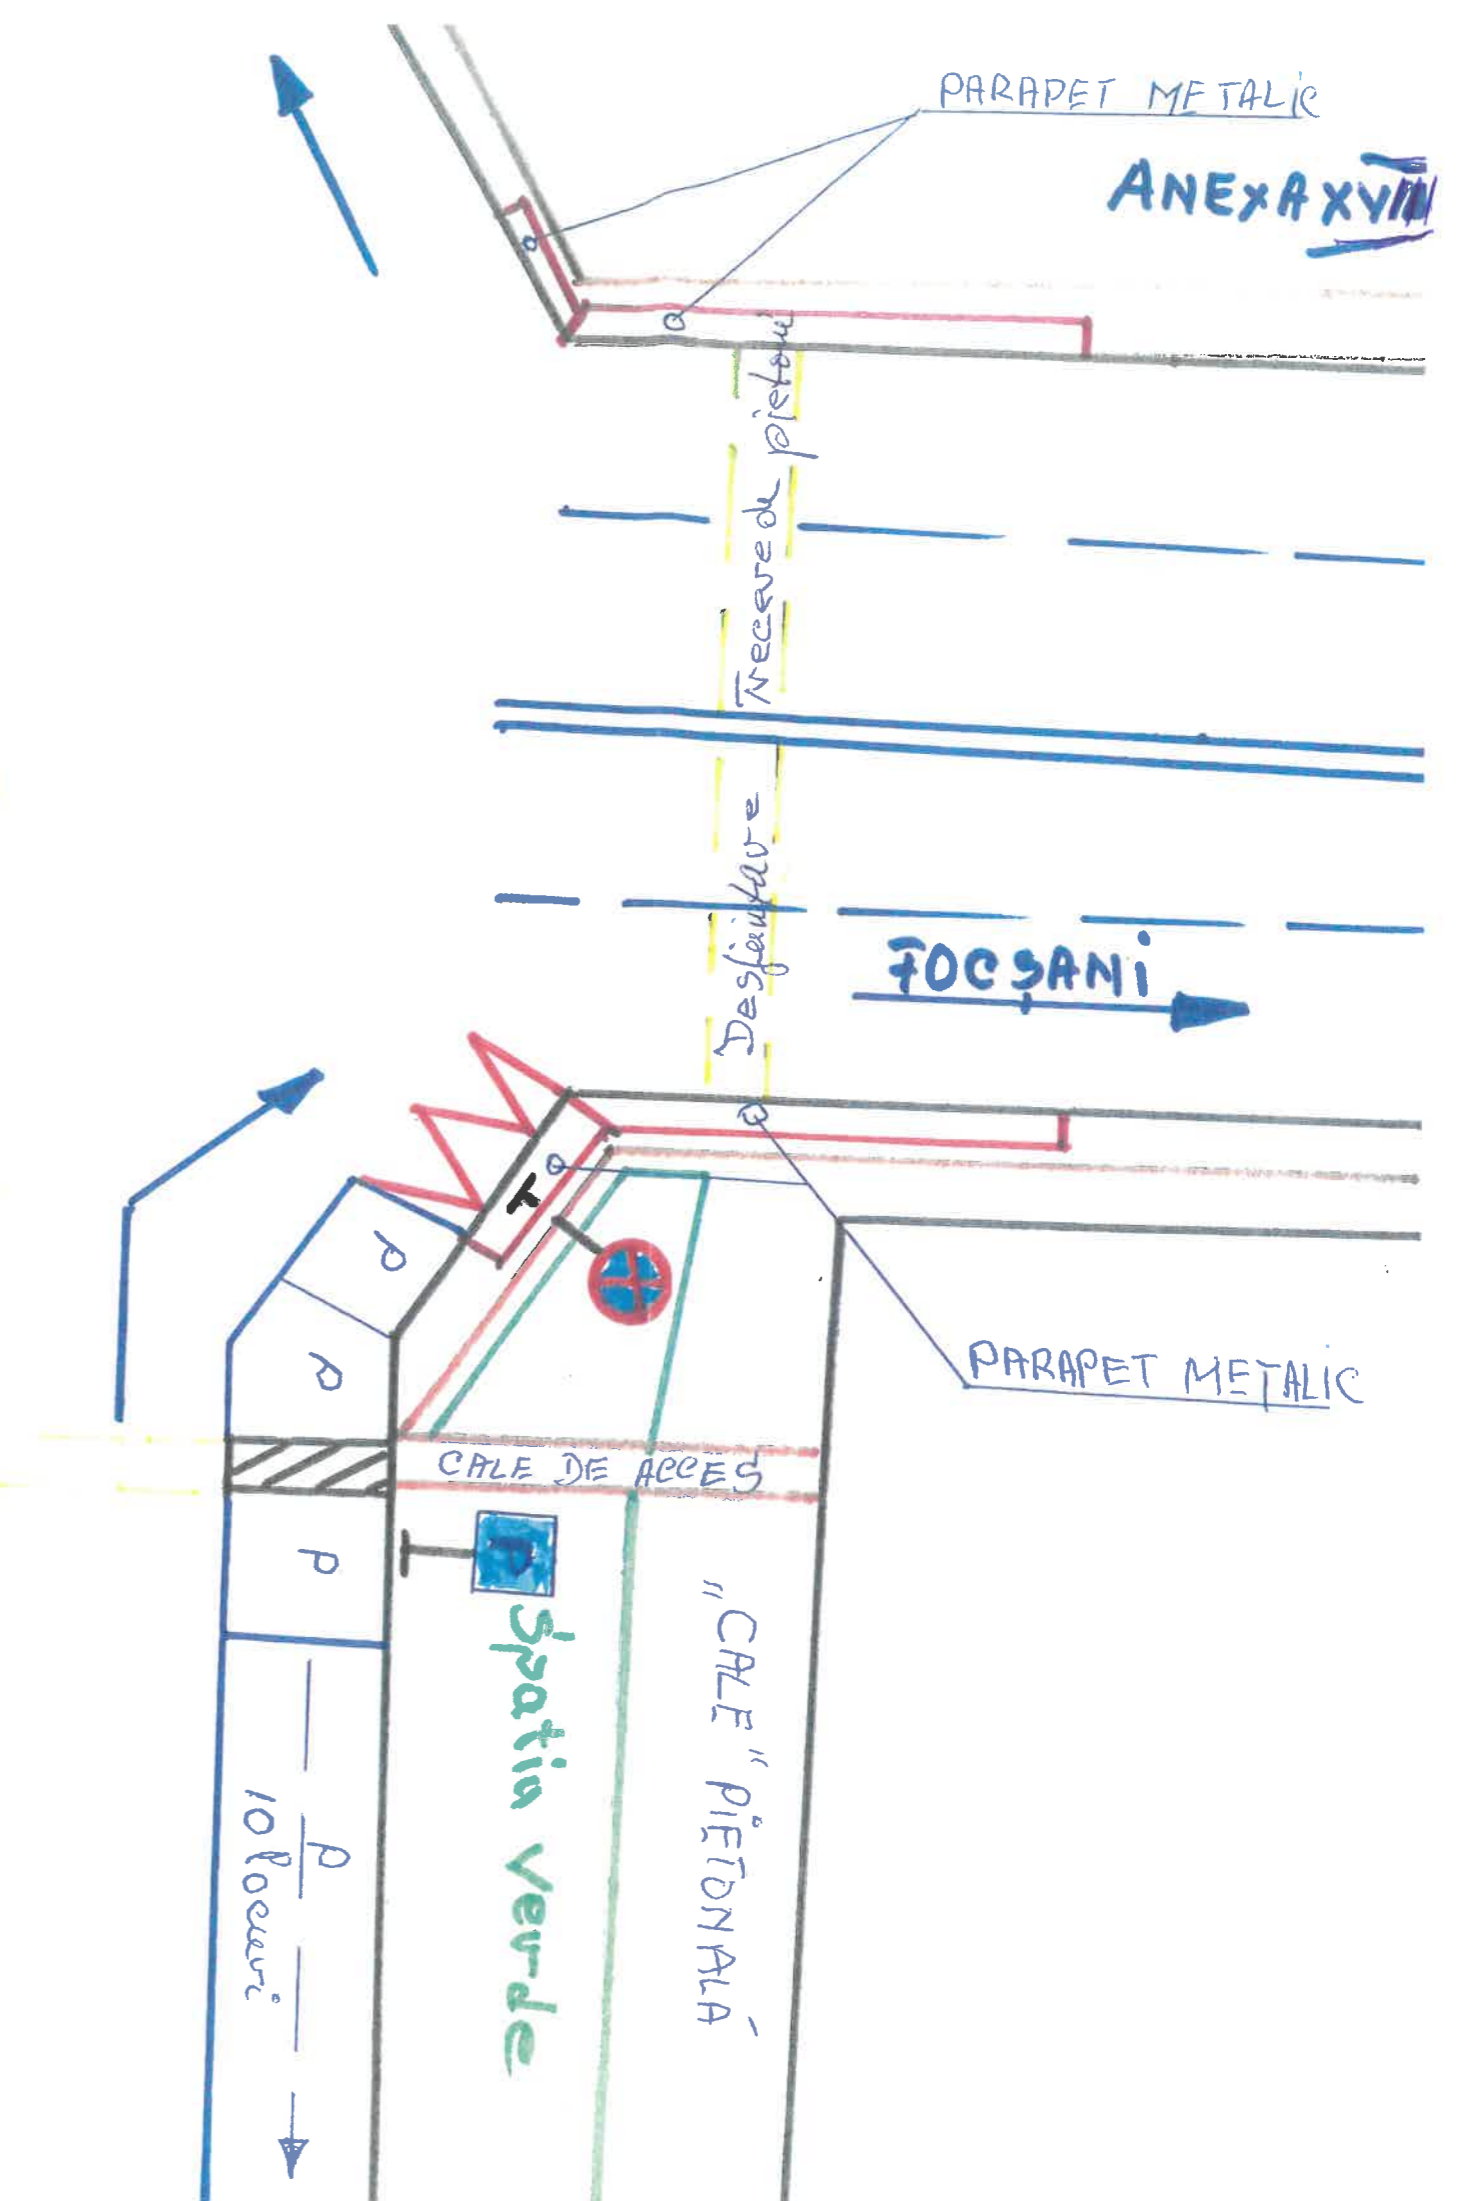 PARAPET METALIC
ANEXA XVIII
Desfiintare Trecere de pietoni
FOCSANI
PARAPET METALIC
P
P
CALE DE ACCES
P
P
Spatiu Verde
"CALE" PIETONALĂ
P
10 locuri